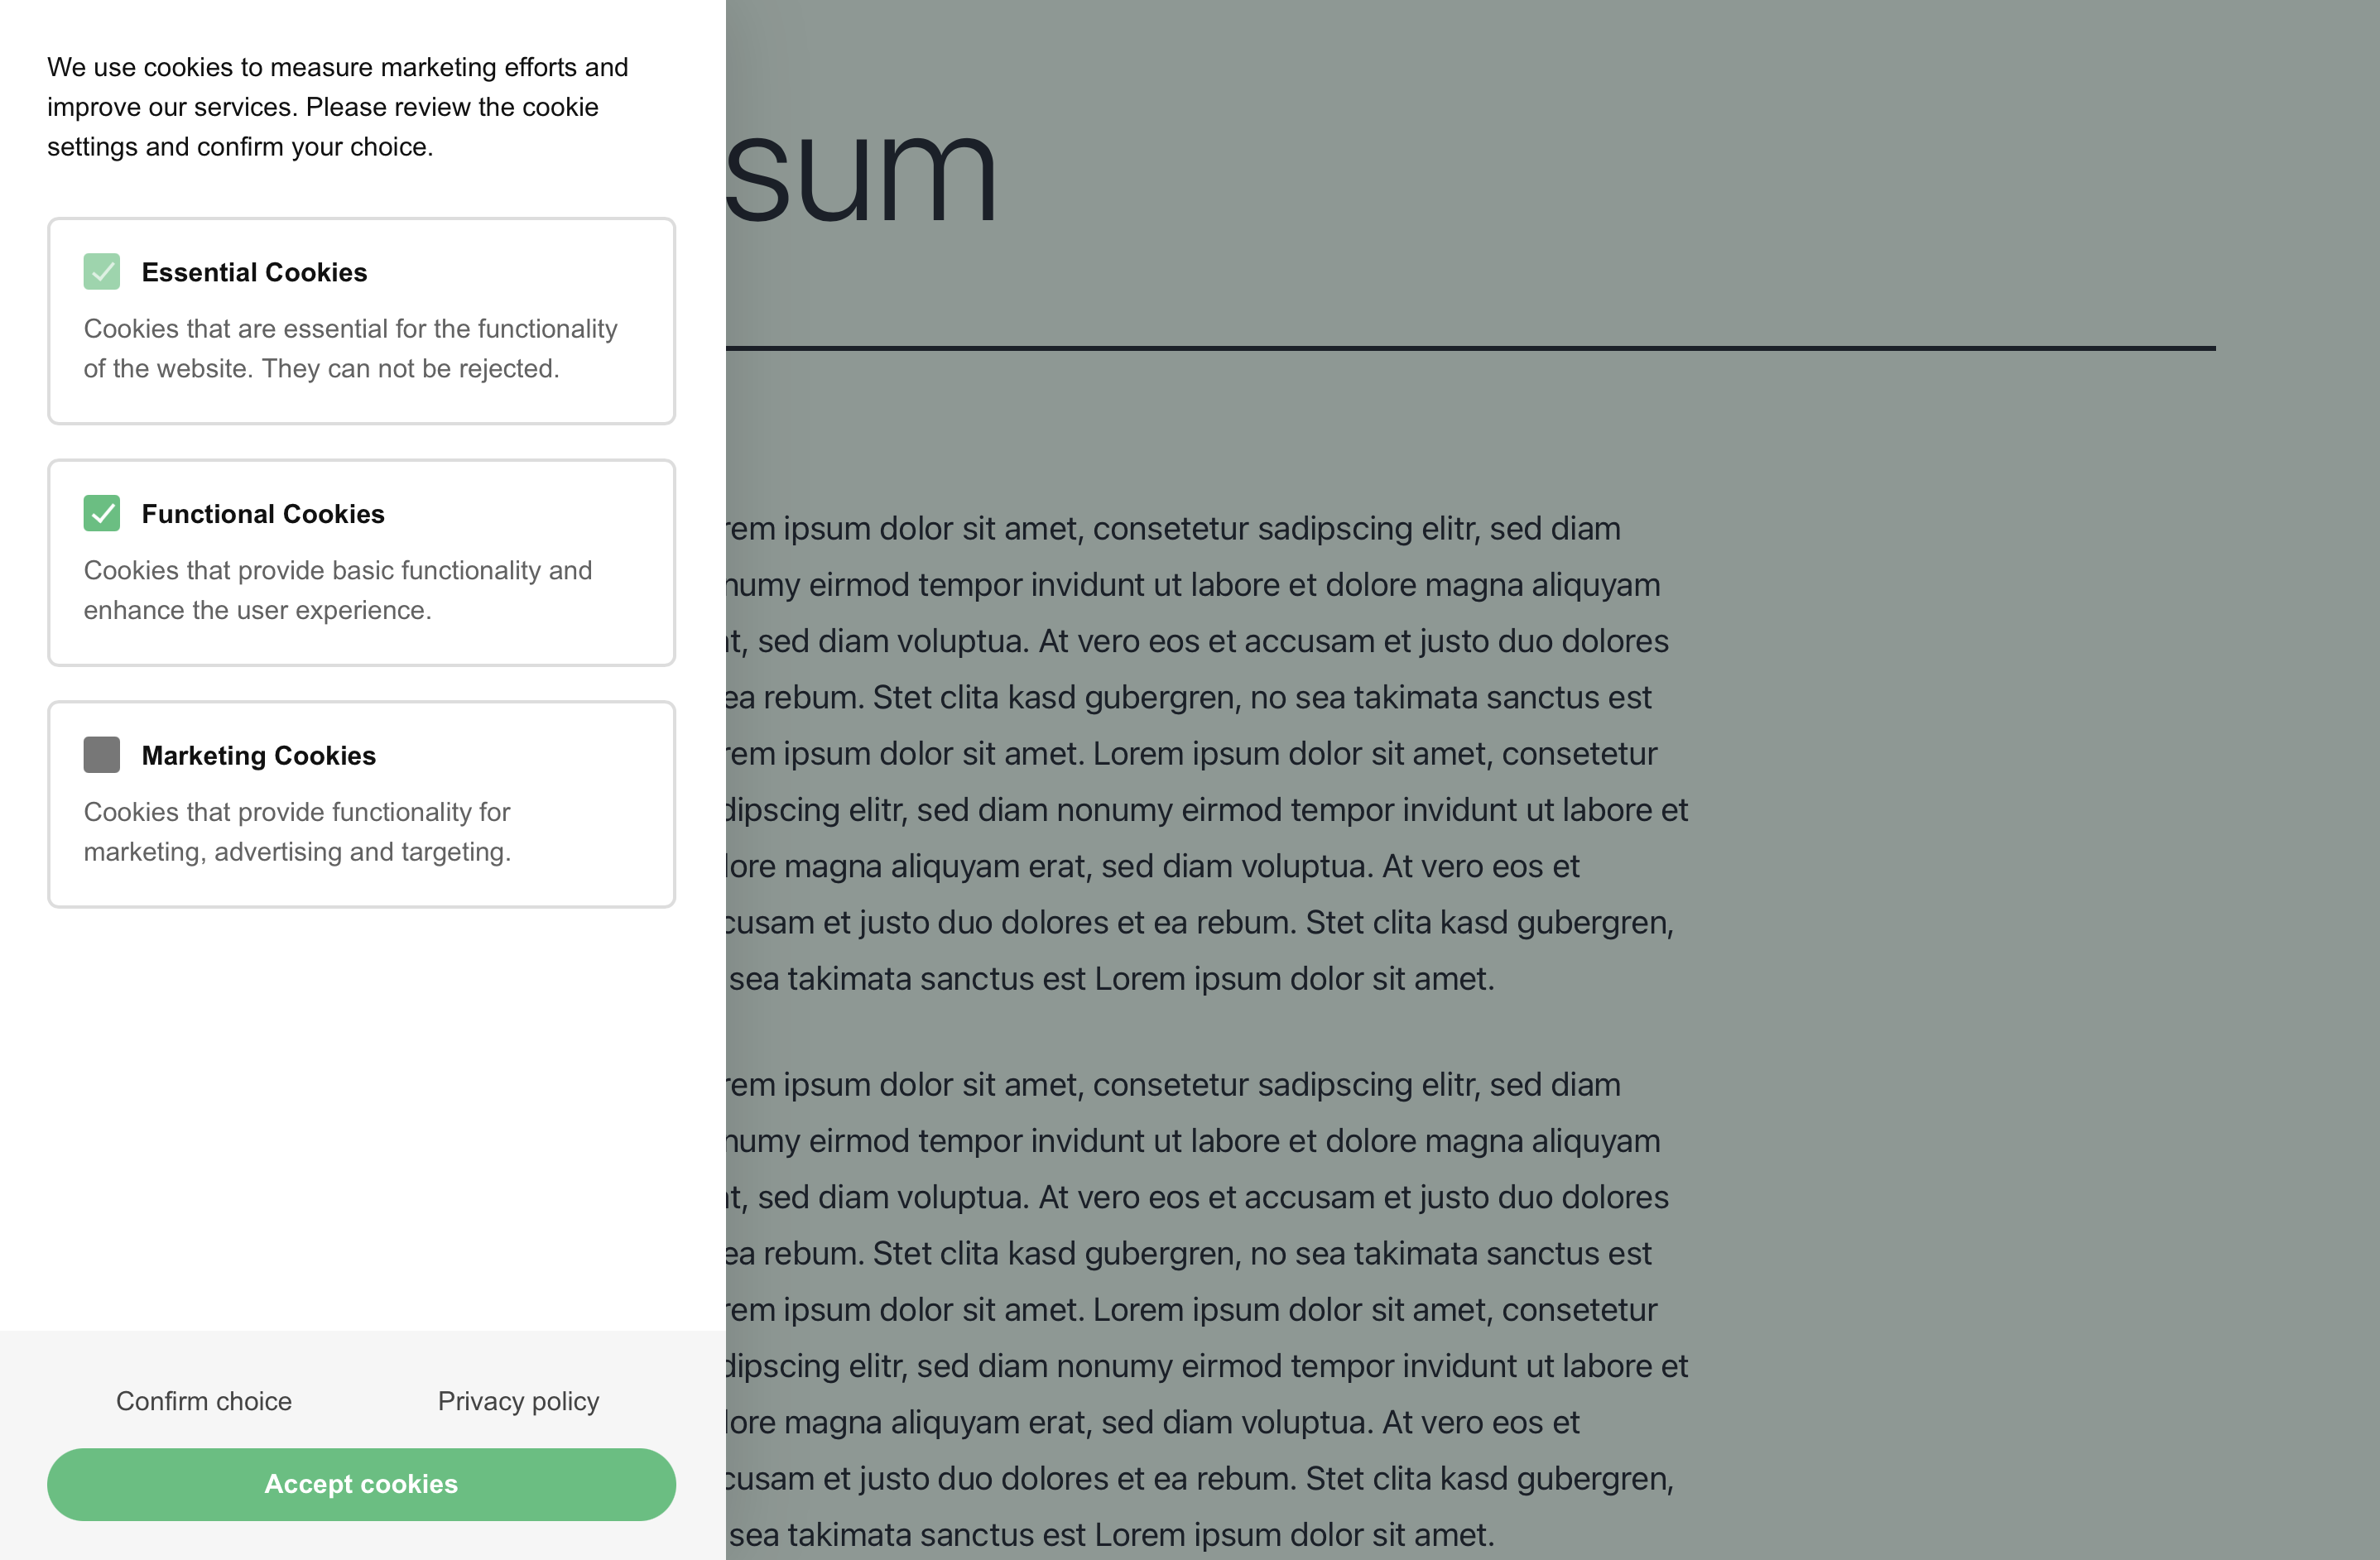 We use cookies to measure marketing efforts and
improve our services. Please review the cookie
settings and confirm your choice.
Essential Cookies
Cookies that are essential for the functionality
of the website. They can not be rejected.
Functional Cookies
Cookies that provide basic functionality and
enhance the user experience.
Marketing Cookies
Cookies that provide functionality for
marketing, advertising and targeting.
Confirm choice
Privacy policy
Accept cookies
sum
rem ipsum dolor sit amet, consetetur sadipscing elitr, sed diam
numy eirmod tempor invidunt ut labore et dolore magna aliquyam
at, sed diam voluptua. At vero eos et accusam et justo duo dolores
ea rebum. Stet clita kasd gubergren, no sea takimata sanctus est
rem ipsum dolor sit amet. Lorem ipsum dolor sit amet, consetetur
dipscing elitr, sed diam nonumy eirmod tempor invidunt ut labore et
lore magna aliquyam erat, sed diam voluptua. At vero eos et
cusam et justo duo dolores et ea rebum. Stet clita kasd gubergren,
sea takimata sanctus est Lorem ipsum dolor sit amet.
rem ipsum dolor sit amet, consetetur sadipscing elitr, sed diam
numy eirmod tempor invidunt ut labore et dolore magna aliquyam
at, sed diam voluptua. At vero eos et accusam et justo duo dolores
ea rebum. Stet clita kasd gubergren, no sea takimata sanctus est
rem ipsum dolor sit amet. Lorem ipsum dolor sit amet, consetetur
dipscing elitr, sed diam nonumy eirmod tempor invidunt ut labore et
lore magna aliquyam erat, sed diam voluptua. At vero eos et
cusam et justo duo dolores et ea rebum. Stet clita kasd gubergren,
sea takimata sanctus est Lorem ipsum dolor sit amet.